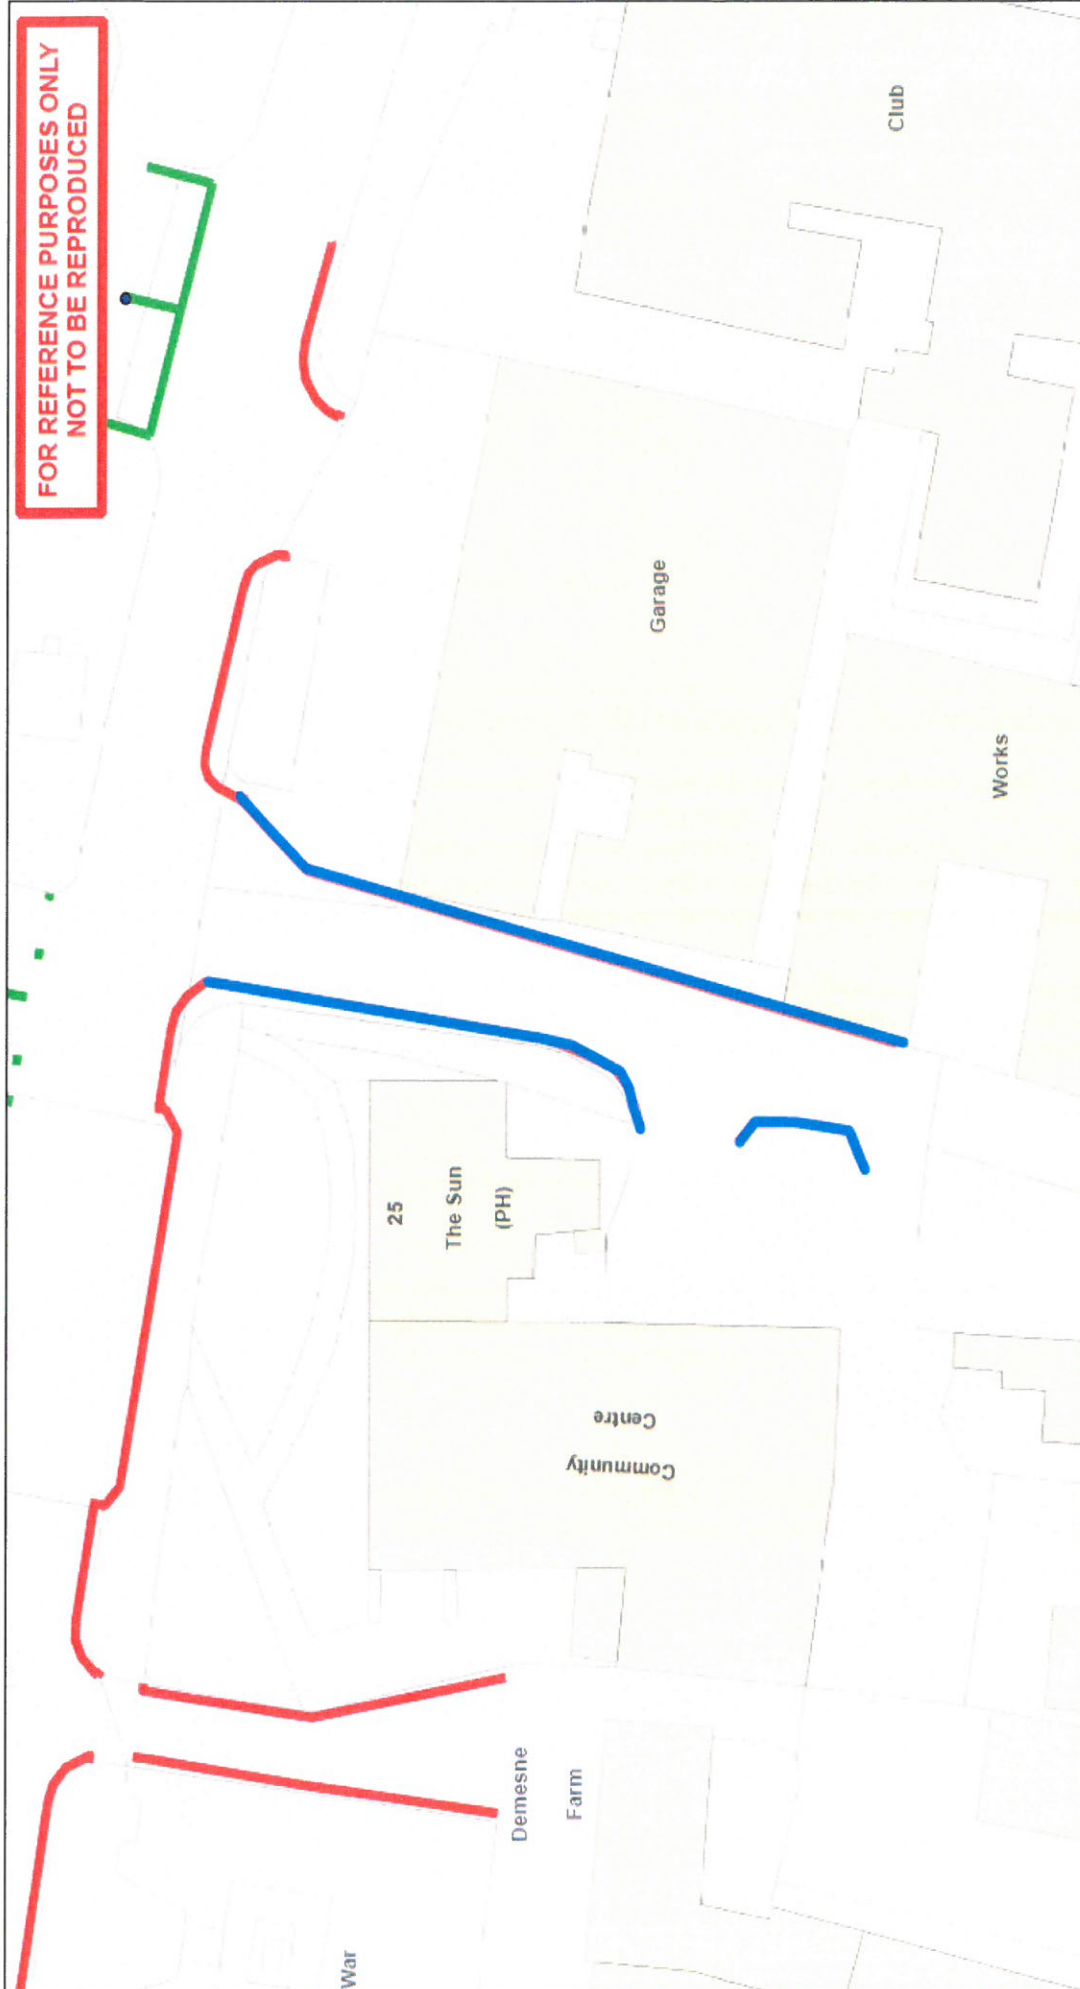 FOR REFERENCE PURPOSES ONLY
NOT TO BE REPRODUCED
Club
Garage
Works
25
The Sun
(PH)
Community
Centre
Demesne
Farm
War